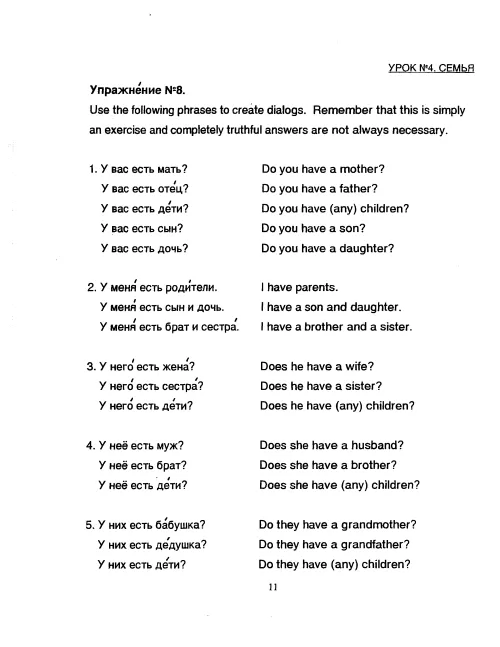 УРОК №4. СЕМЬЯ
Упражне́ние №8.
Use the following phrases to create dialogs. Remember that this is simply
an exercise and completely truthful answers are not always necessary.
1. У вас есть мать? Do you have a mother?
У вас есть оте́ц? Do you have a father?
У вас есть де́ти? Do you have (any) children?
У вас есть сын? Do you have a son?
У вас есть дочь? Do you have a daughter?
2. У меня́ есть роди́тели. I have parents.
У меня́ есть сын и дочь. I have a son and daughter.
У меня́ есть брат и сестра́. I have a brother and a sister.
3. У него́ есть жена́? Does he have a wife?
У него́ есть сестра́? Does he have a sister?
У него́ есть де́ти? Does he have (any) children?
4. У неё есть муж? Does she have a husband?
У неё есть брат? Does she have a brother?
У неё есть де́ти? Does she have (any) children?
5. У них есть ба́бушка? Do they have a grandmother?
У них есть де́душка? Do they have a grandfather?
У них есть де́ти? Do they have (any) children?
11